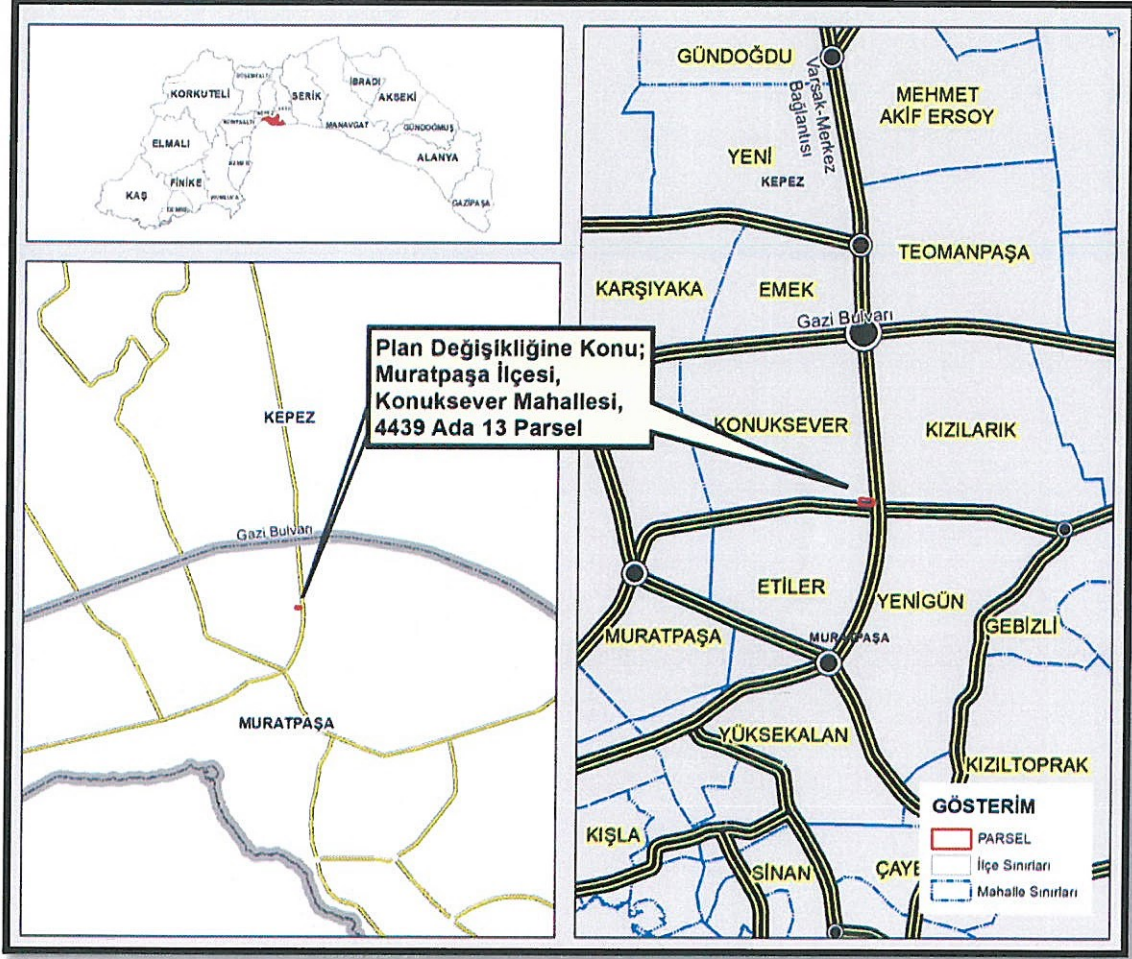 KORKUTELİ
SERİK
İBRADI
AKSEKİ
MANAVGAT
GÜNDOĞMUŞ
ELMALI
ALANYA
FİNİKE
KAŞ
GAZİPAŞA
KEPEZ
Gazi Bulvarı
MURATPAŞA
Plan Değişikliğine Konu;
Muratpaşa İlçesi,
Konuksever Mahallesi,
4439 Ada 13 Parsel
GÜNDOĞDU
Varsak-Merkez
Bağlantısı
MEHMET
AKİF ERSOY
YENİ
KEPEZ
TEOMANPAŞA
KARŞIYAKA
EMEK
Gazi Bulvarı
KONUKSEVER
KIZILARIK
ETİLER
YENİGÜN
GEBİZLİ
MURATPAŞA
MURATPAŞA
YÜKSEKALAN
KIZILTOPRAK
KIŞLA
SİNAN
ÇAYB
GÖSTERİM
PARSEL
İlçe Sınırları
Mahalle Sınırları